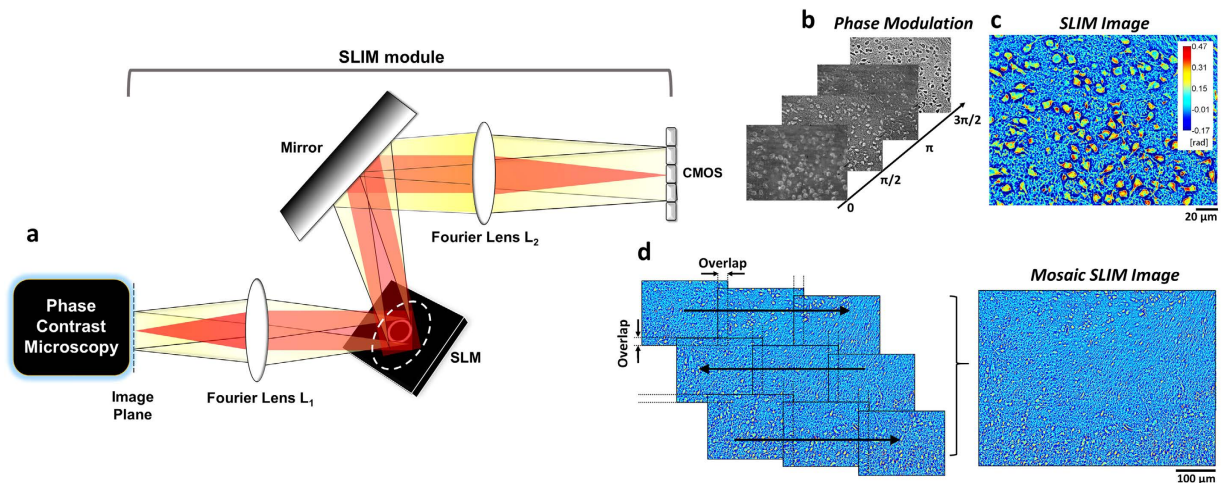 a
SLIM module
Mirror
CMOS
Fourier Lens L2
Phase
Contrast
Microscopy
Image
Plane
Fourier Lens L1
SLM
b
Phase Modulation
0
π/2
π
3π/2
c
SLIM Image
0.47
0.31
0.15
-0.01
-0.17
[rad]
20 µm
d
Overlap
Overlap
Mosaic SLIM Image
100 µm